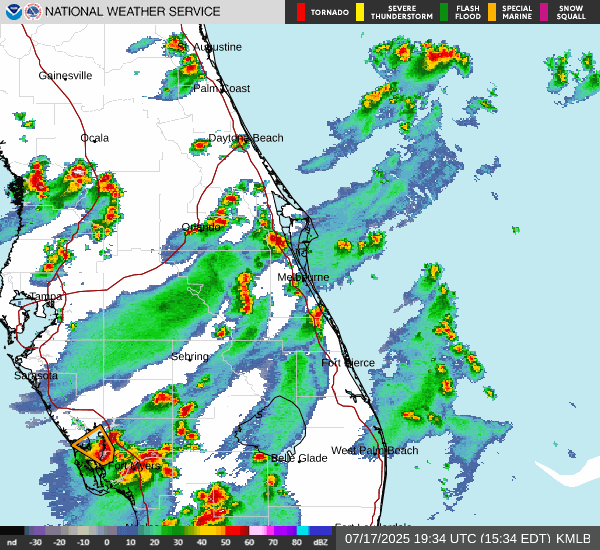 NATIONAL WEATHER SERVICE
TORNADO
SEVERE THUNDERSTORM
FLASH FLOOD
SPECIAL MARINE
SNOW SQUALL
St. Augustine
Gainesville
Palm Coast
Ocala
Daytona Beach
Orlando
Melbourne
Tampa
Sebring
Fort Pierce
Sarasota
West Palm Beach
Belle Glade
Fort Myers
nd -30 -20 -10 0 10 20 30 40 50 60 70 80 dBZ
07/17/2025 19:34 UTC (15:34 EDT) KMLB